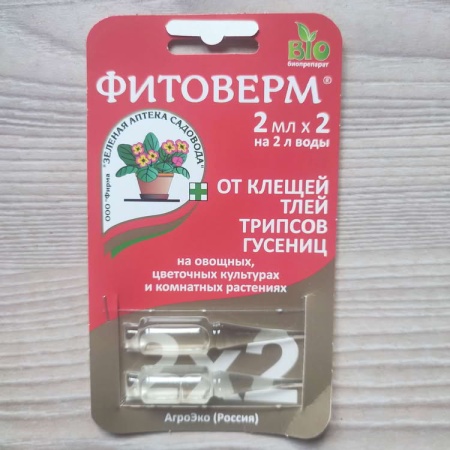 BIO
Биопрепарат
ФИТОВЕРМ®
2 мл х 2
на 2 л воды
ООО "Фирма "ЗЕЛЕНАЯ АПТЕКА САДОВОДА"
ОТ КЛЕЩЕЙ
ТЛЕЙ
ТРИПСОВ
ГУСЕНИЦ
на овощных,
цветочных культурах
и комнатных растениях
2х2
АгроЭко (Россия)